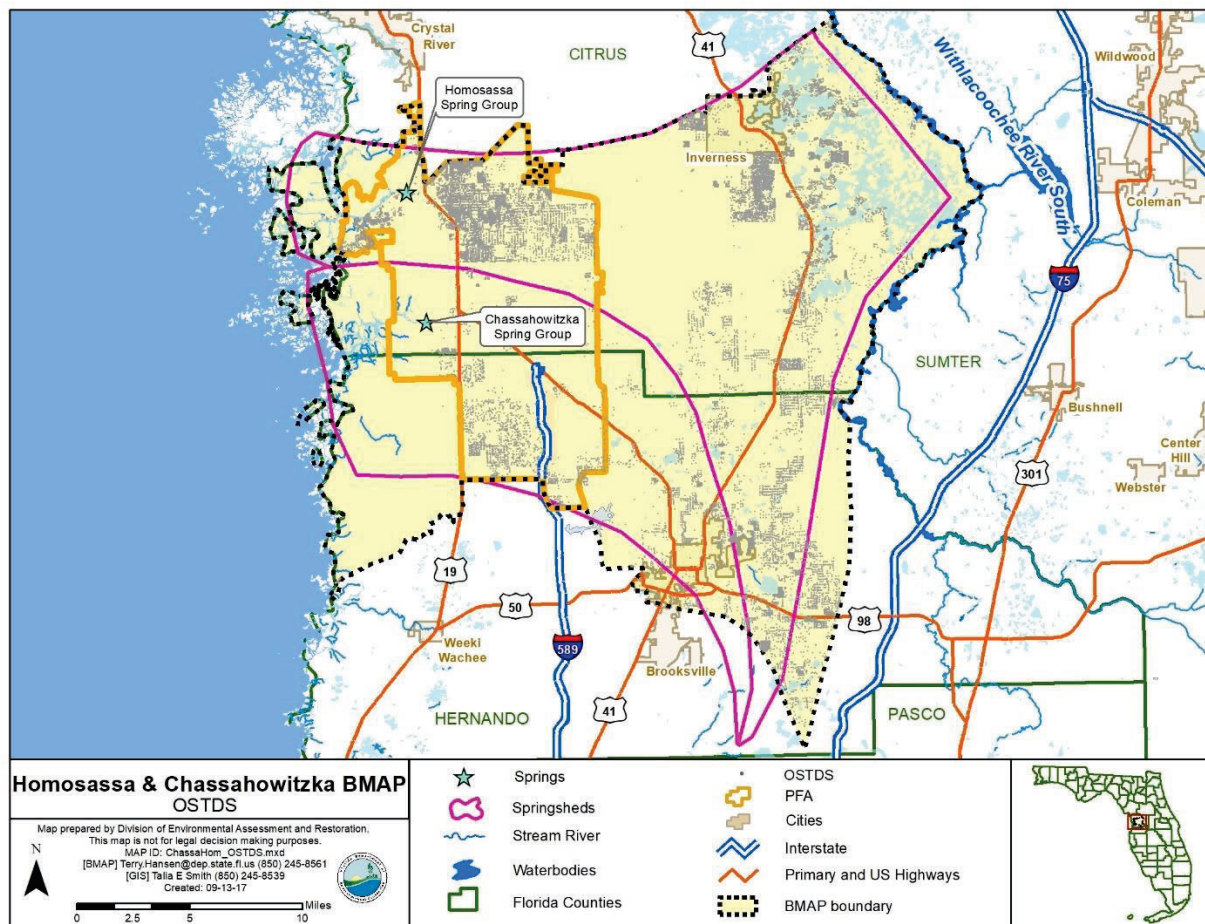 Crystal
River
CITRUS
41
Homosassa
Spring Group
Withlacoochee River South
Wildwood
Inverness
Coleman
75
Chassahowitzka
Spring Group
SUMTER
Bushnell
Center
Hill
Webster
301
19
50
98
Weeki
Wachee
589
Brooksville
41
HERNANDO
PASCO
Homosassa & Chassahowitzka BMAP
OSTDS
Map prepared by Division of Environmental Assessment and Restoration.
This map is not for legal decision making purposes.
MAP ID: ChassaHom_OSTDS.mxd
[BMAP] Terry.Hansen@dep.state.fl.us (850) 245-8561
[GIS] Talia E Smith (850) 245-8539
Created: 09-13-17
N
Miles
0 2.5 5 10
Springs
Springsheds
Stream River
Waterbodies
Florida Counties
OSTDS
PFA
Cities
Interstate
Primary and US Highways
BMAP boundary